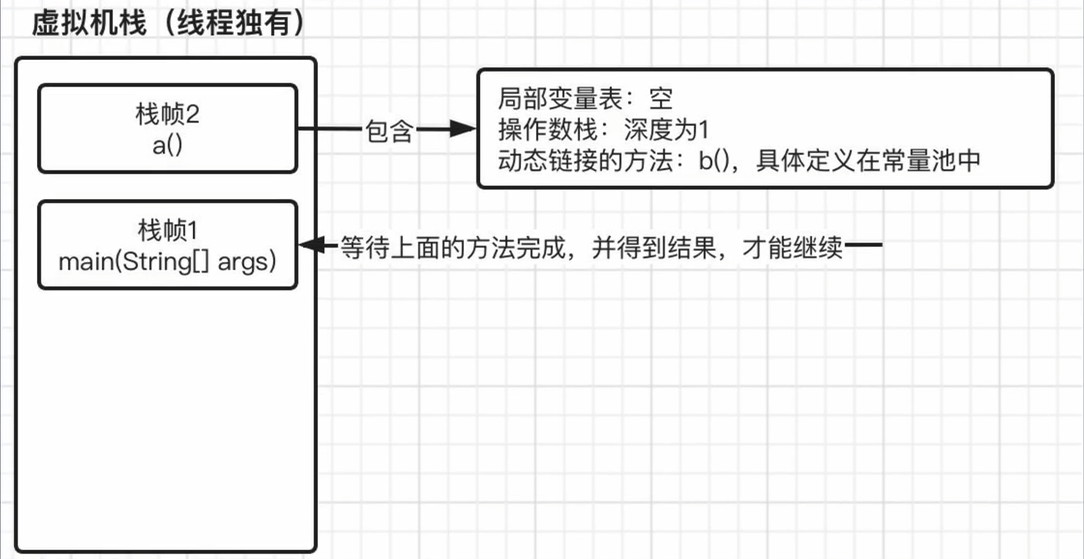 虚拟机栈（线程独有）
栈帧2
a()
包含
局部变量表：空
操作数栈：深度为1
动态链接的方法：b()，具体定义在常量池中
栈帧1
main(String[] args)
等待上面的方法完成，并得到结果，才能继续